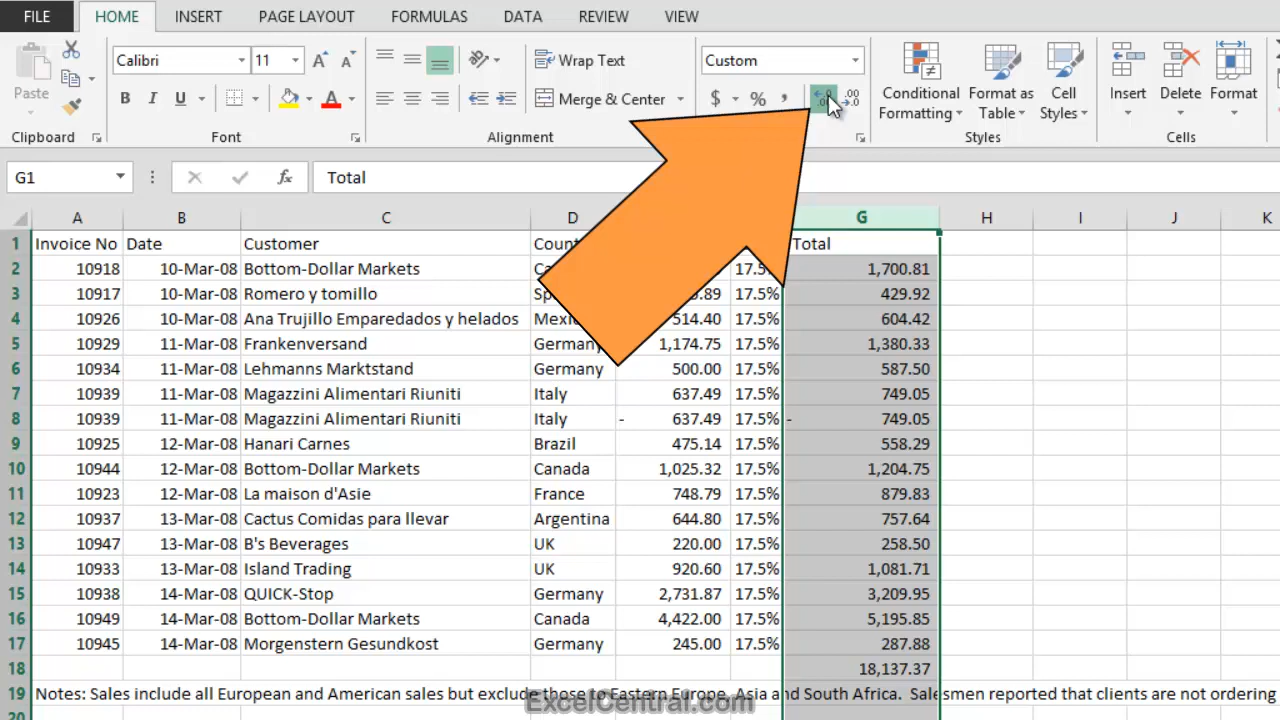 FILE HOME INSERT PAGE LAYOUT FORMULAS DATA REVIEW VIEW
Calibri 11 A A Wrap Text Custom
Paste B I U A Merge & Center $ % , Conditional Formatting Format as Table Cell Styles Insert Delete Format
Clipboard Font Alignment Styles Cells
G1 fx Total
A B C D G H I J K
1 Invoice No Date Customer Total
2 10918 10-Mar-08 Bottom-Dollar Markets 1,700.81
3 10917 10-Mar-08 Romero y tomillo 17.5% 429.92
4 10926 10-Mar-08 Ana Trujillo Emparedados y helados 514.40 17.5% 604.42
5 10929 11-Mar-08 Frankenversand Germany 1,174.75 17.5% 1,380.33
6 10934 11-Mar-08 Lehmanns Marktstand Germany 500.00 17.5% 587.50
7 10939 11-Mar-08 Magazzini Alimentari Riuniti Italy 637.49 17.5% 749.05
8 10939 11-Mar-08 Magazzini Alimentari Riuniti Italy - 637.49 17.5% - 749.05
9 10925 12-Mar-08 Hanari Carnes Brazil 475.14 17.5% 558.29
10 10944 12-Mar-08 Bottom-Dollar Markets Canada 1,025.32 17.5% 1,204.75
11 10923 12-Mar-08 La maison d'Asie France 748.79 17.5% 879.83
12 10937 13-Mar-08 Cactus Comidas para llevar Argentina 644.80 17.5% 757.64
13 10947 13-Mar-08 B's Beverages UK 220.00 17.5% 258.50
14 10933 13-Mar-08 Island Trading UK 920.60 17.5% 1,081.71
15 10938 14-Mar-08 QUICK-Stop Germany 2,731.87 17.5% 3,209.95
16 10949 14-Mar-08 Bottom-Dollar Markets Canada 4,422.00 17.5% 5,195.85
17 10945 14-Mar-08 Morgenstern Gesundkost Germany 245.00 17.5% 287.88
18 18,137.37
19 Notes: Sales include all European and American sales but exclude those to Eastern Europe, Asia and South Africa. Salesmen reported that clients are not ordering
ExcelCentral.com